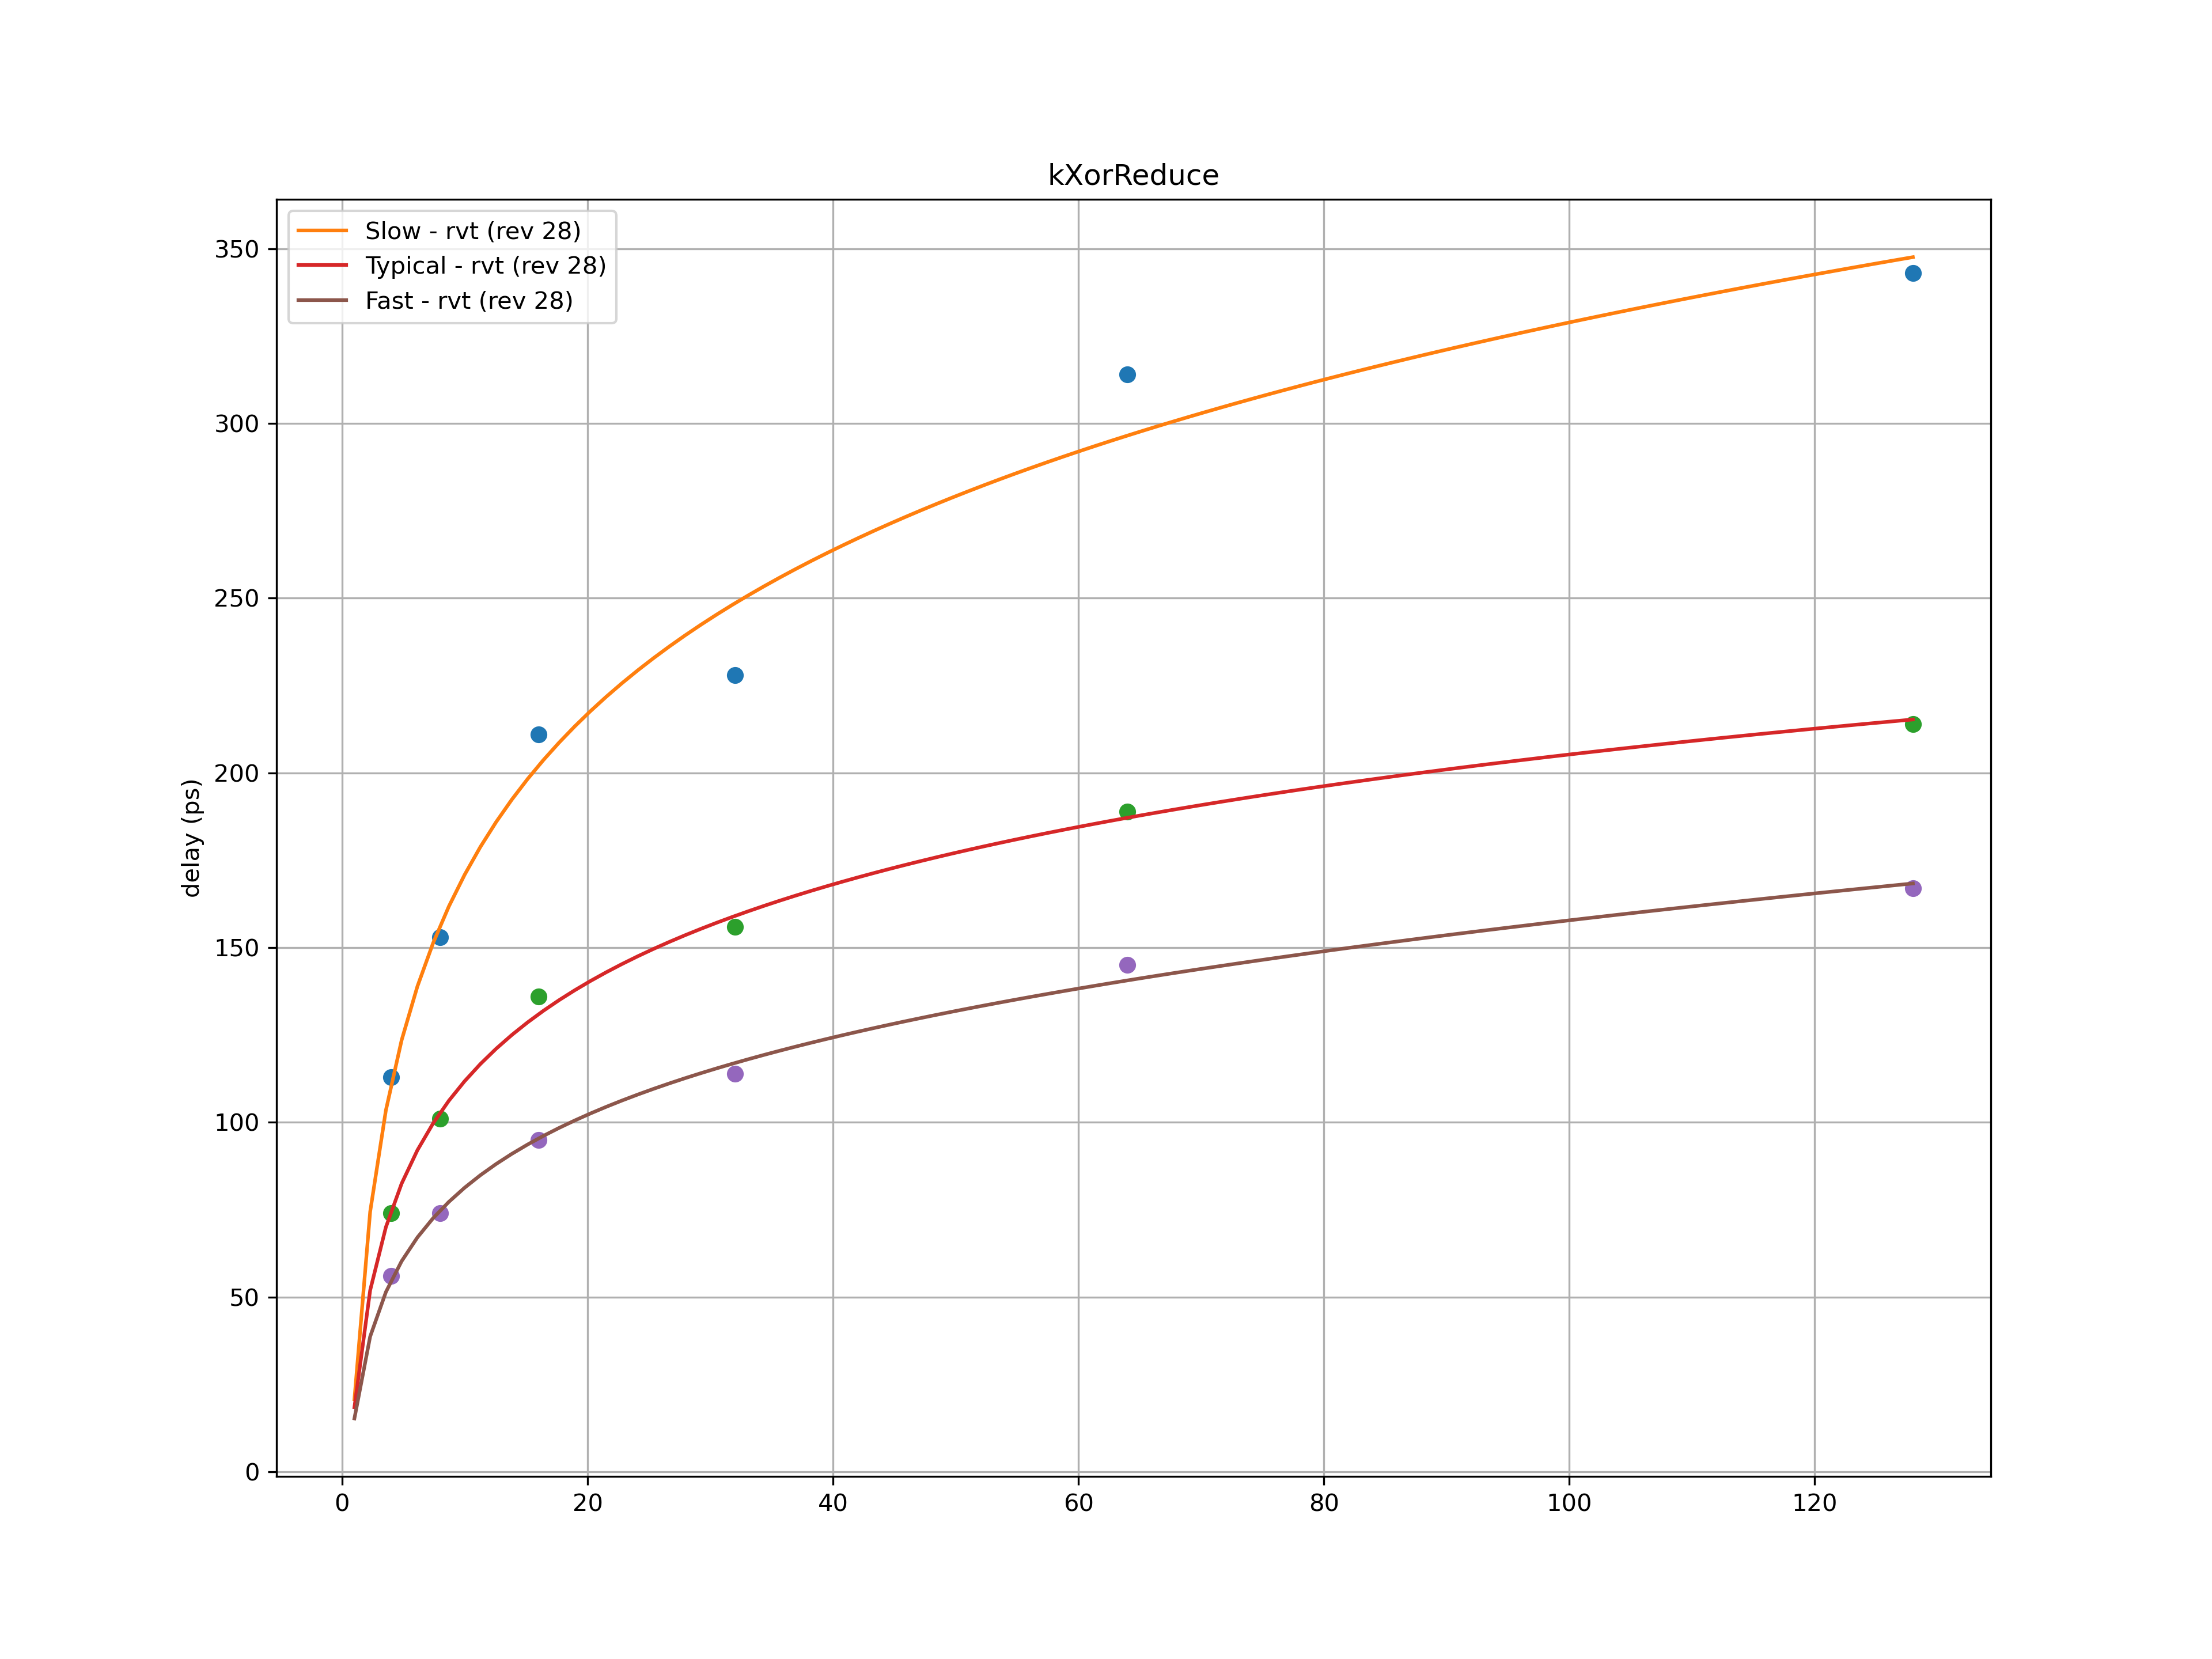 kXorReduce
Slow - rvt (rev 28)
Typical - rvt (rev 28)
Fast - rvt (rev 28)
delay (ps)
350
300
250
200
150
100
50
0
0 20 40 60 80 100 120